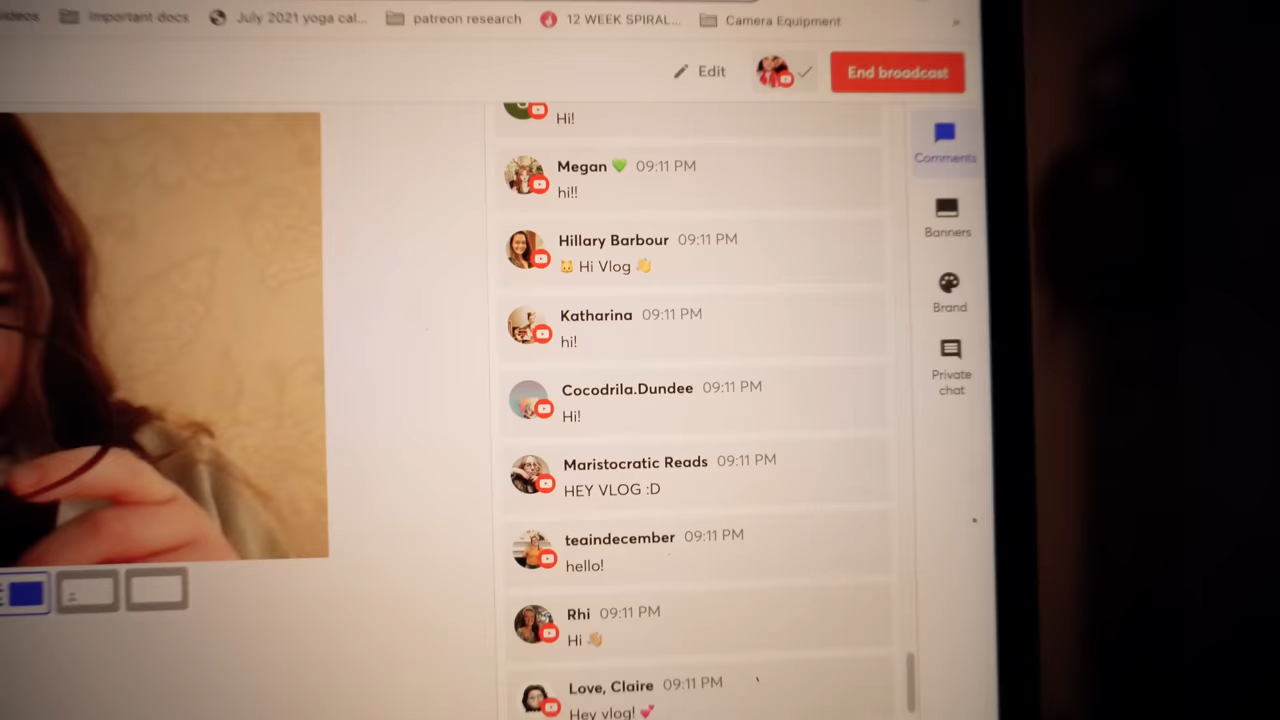 important docs
July 2021 yoga cal...
patreon research
12 WEEK SPIRAL...
Camera Equipment
»
Edit
End broadcast
Hi!
Megan 💚 09:11 PM
hi!!
Hillary Barbour 09:11 PM
🐱 Hi Vlog 👋
Katharina 09:11 PM
hi!
Cocodrila.Dundee 09:11 PM
Hi!
Maristocratic Reads 09:11 PM
HEY VLOG :D
teaindecember 09:11 PM
hello!
Rhi 09:11 PM
Hi 👋
Love, Claire 09:11 PM
Hey vlog! 💕
Comments
Banners
Brand
Private
chat